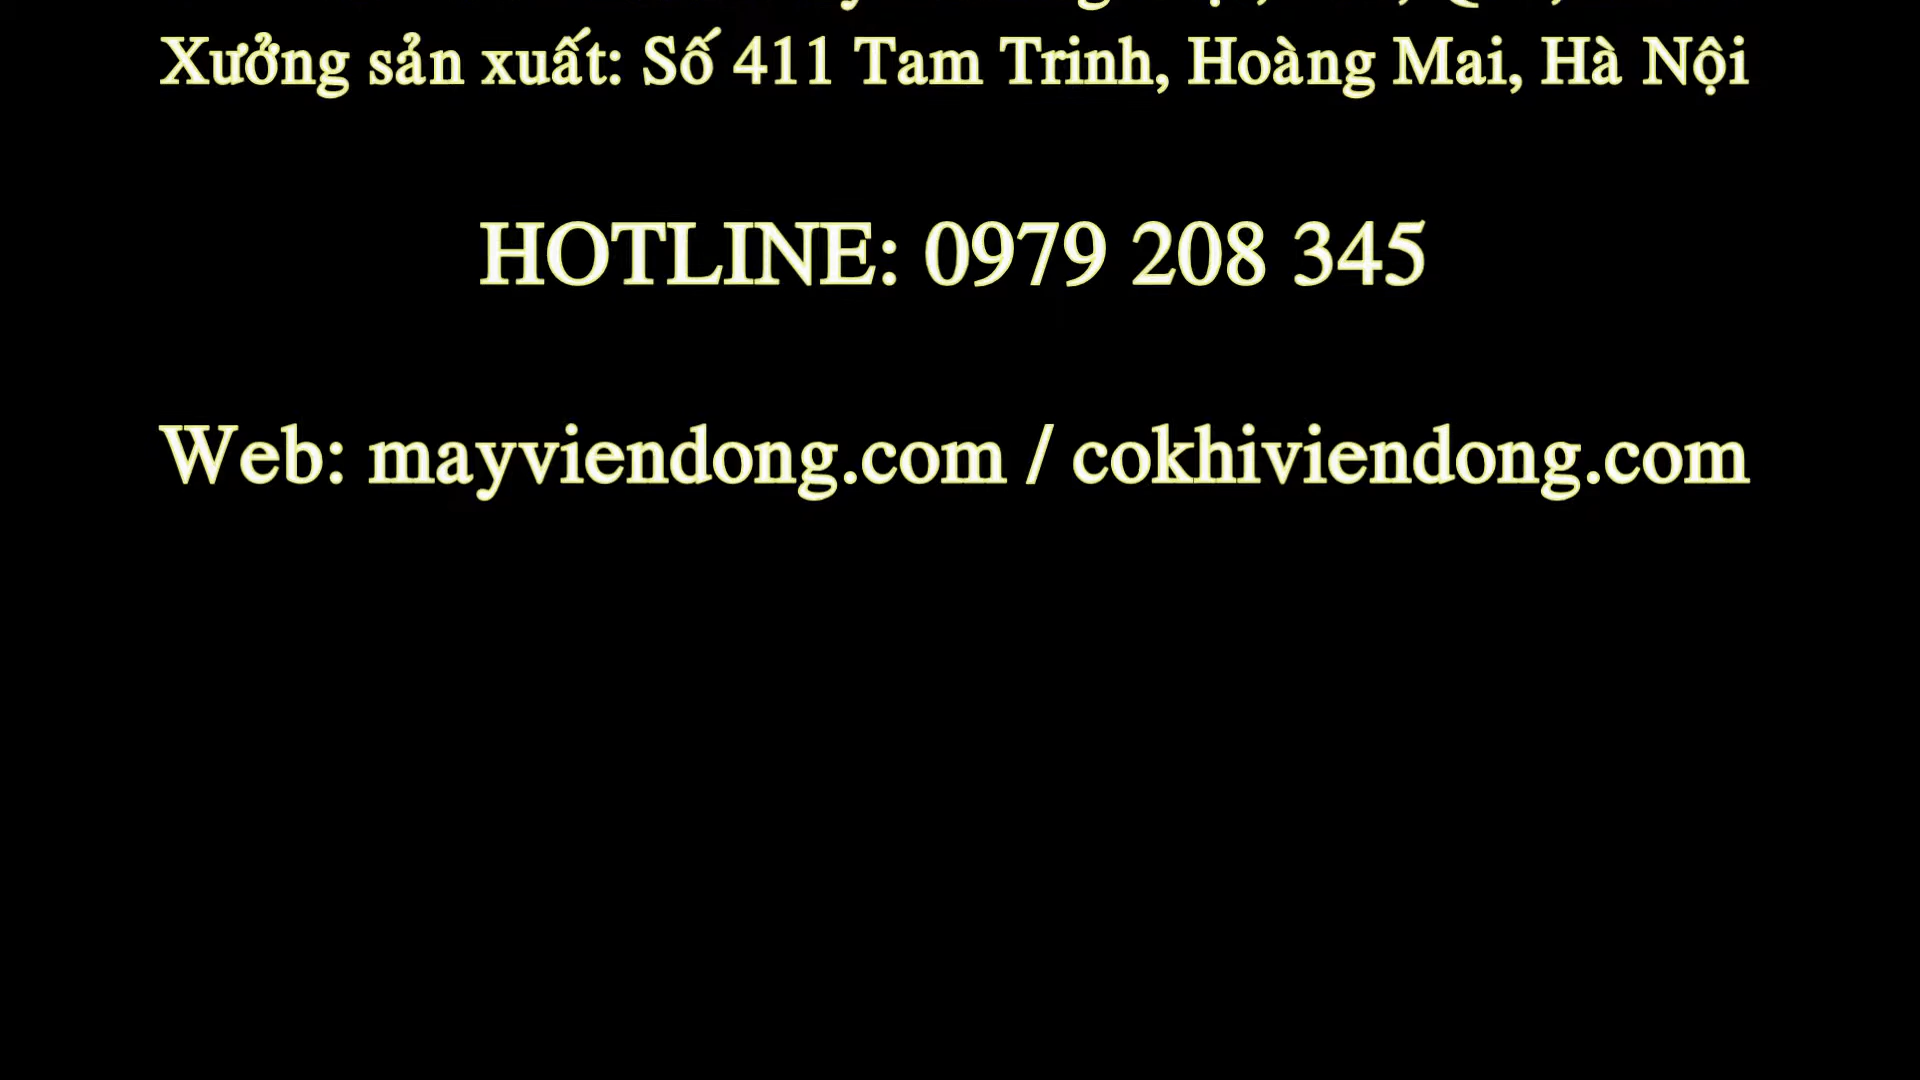 Xưởng sản xuất: Số 411 Tam Trinh, Hoàng Mai, Hà Nội
HOTLINE: 0979 208 345
Web: mayviendong.com / cokhiviendong.com